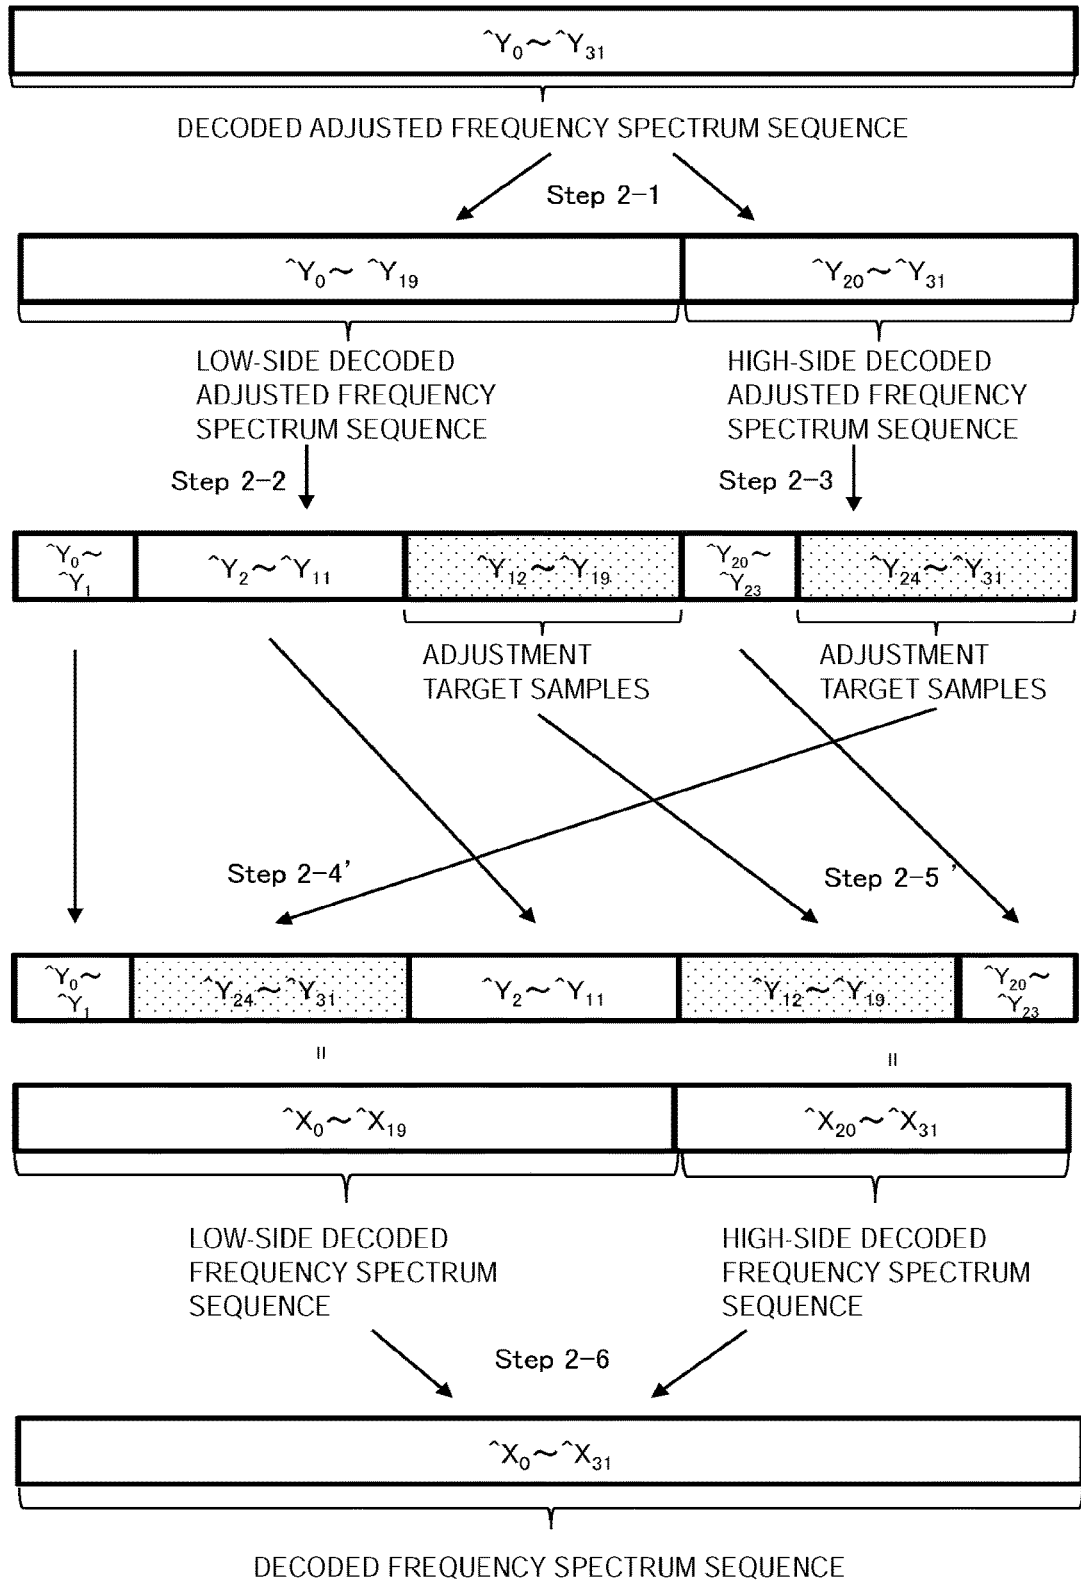 ^Y0～^Y31
DECODED ADJUSTED FREQUENCY SPECTRUM SEQUENCE
Step 2-1
^Y0～ ^Y19
^Y20～^Y31
LOW-SIDE DECODED
ADJUSTED FREQUENCY
SPECTRUM SEQUENCE
HIGH-SIDE DECODED
ADJUSTED FREQUENCY
SPECTRUM SEQUENCE
Step 2-2
Step 2-3
^Y0～
^Y1
^Y2～^Y11
^Y12～^Y19
^Y20～
^Y23
^Y24～^Y31
ADJUSTMENT
TARGET SAMPLES
ADJUSTMENT
TARGET SAMPLES
Step 2-4’
Step 2-5 ’
^Y0～
^Y1
^Y24～^Y31
^Y2～^Y11
^Y12～^Y19
^Y20～
^Y23
=
=
^X0～^X19
^X20～^X31
LOW-SIDE DECODED
FREQUENCY SPECTRUM
SEQUENCE
HIGH-SIDE DECODED
FREQUENCY SPECTRUM
SEQUENCE
Step 2-6
^X0～^X31
DECODED FREQUENCY SPECTRUM SEQUENCE